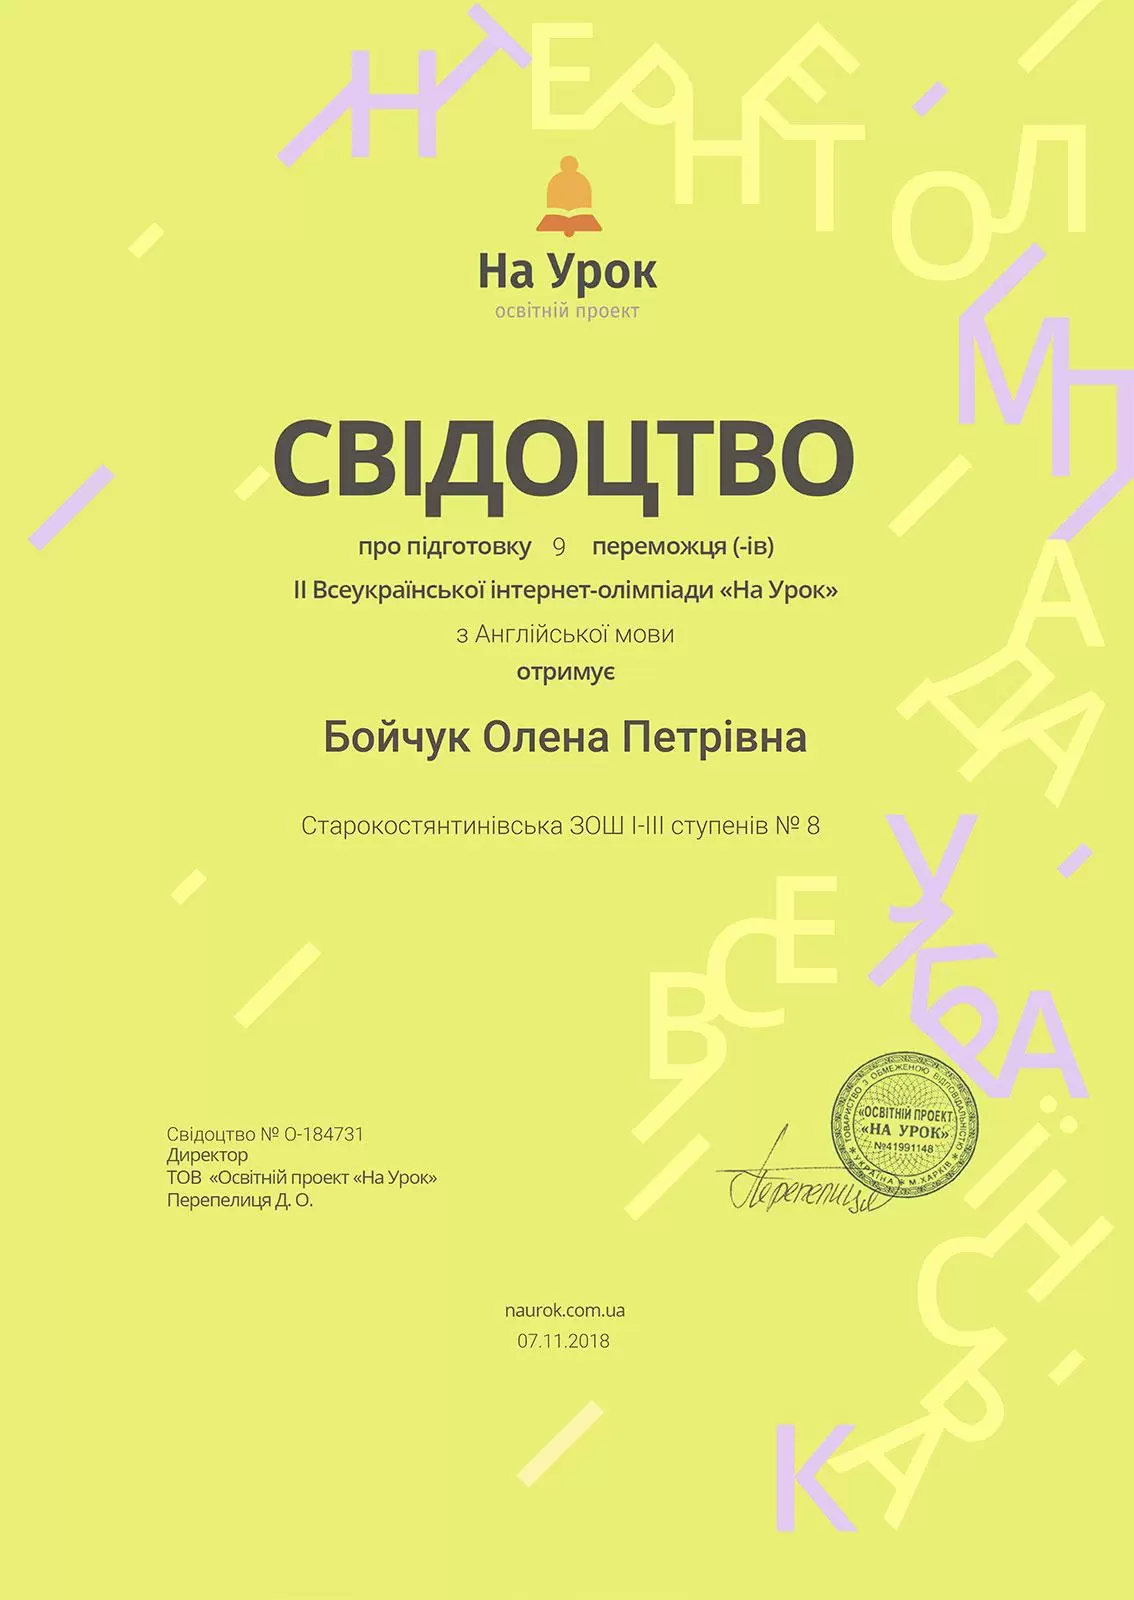 На Урок
освітній проект
СВІДОЦТВО
про підготовку 9 переможця (-ів)
ІІ Всеукраїнської інтернет-олімпіади «На Урок»
з Англійської мови
отримує
Бойчук Олена Петрівна
Старокостянтинівська ЗОШ І-ІІІ ступенів № 8
Свідоцтво № О-184731
Директор
ТОВ «Освітній проект «На Урок»
Перепелиця Д. О.
Перепелиця
ТОВАРИСТВО З ОБМЕЖЕНОЮ ВІДПОВІДАЛЬНІСТЮ
«ОСВІТНІЙ ПРОЕКТ
«НА УРОК»
№41991148
УКРАЇНА * М.ХАРКІВ
naurok.com.ua
07.11.2018
ІНТЕРНЕТ
ОЛІМПІАДА
ВСЕУКРАЇНСЬКА